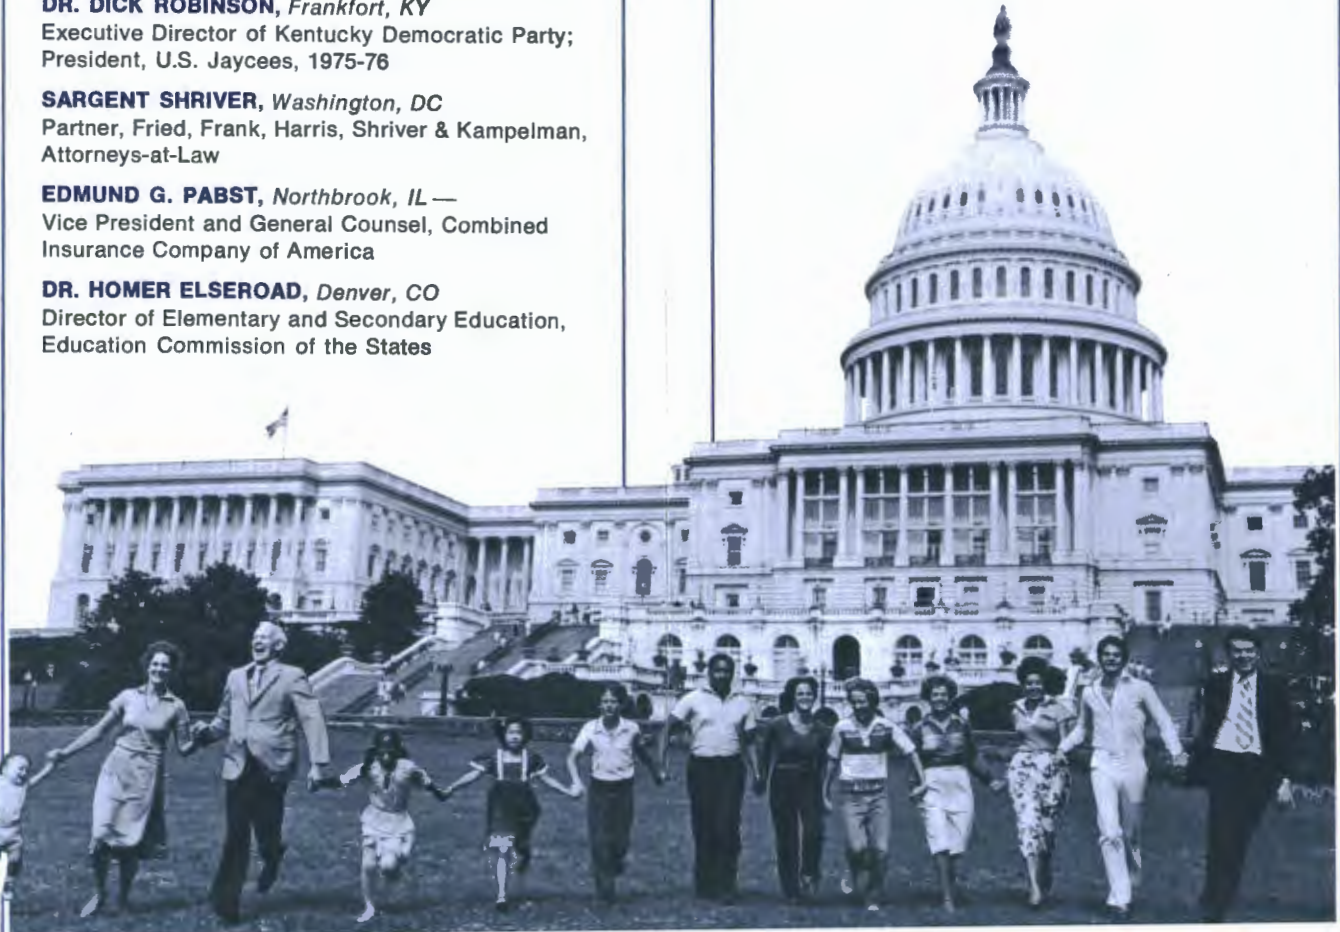 DR. DICK ROBINSON, Frankfort, KY
Executive Director of Kentucky Democratic Party;
President, U.S. Jaycees, 1975-76
SARGENT SHRIVER, Washington, DC
Partner, Fried, Frank, Harris, Shriver & Kampelman,
Attorneys-at-Law
EDMUND G. PABST, Northbrook, IL —
Vice President and General Counsel, Combined
Insurance Company of America
DR. HOMER ELSEROAD, Denver, CO
Director of Elementary and Secondary Education,
Education Commission of the States